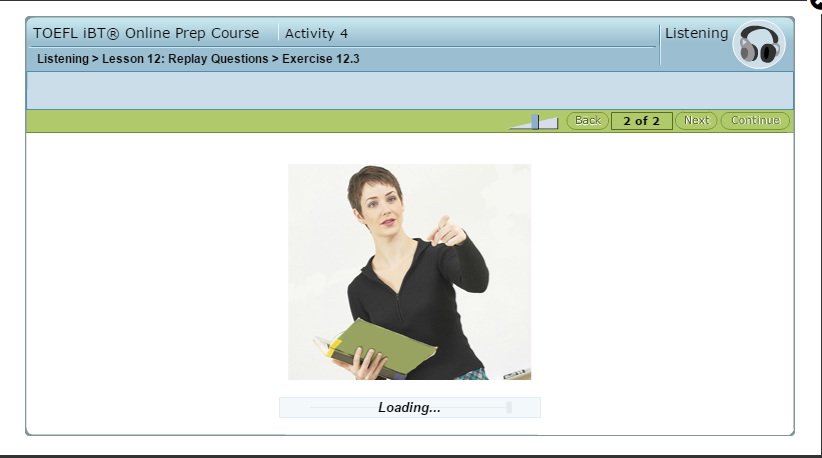 TOEFL iBT® Online Prep Course Activity 4 Listening
Listening > Lesson 12: Replay Questions > Exercise 12.3
Back 2 of 2 Next Continue
Loading...